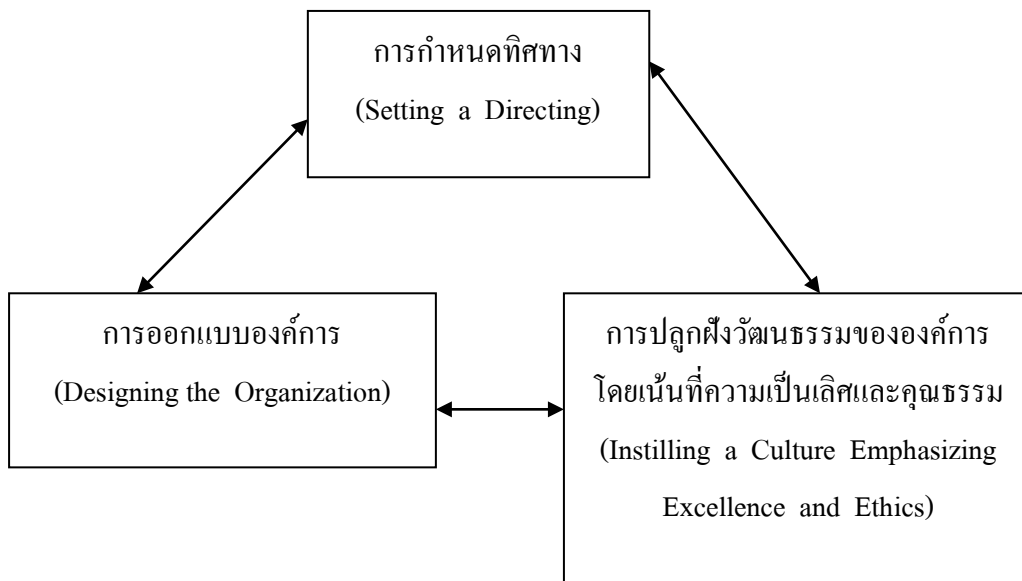 การกำหนดทิศทาง
(Setting a Directing)
การออกแบบองค์การ
(Designing the Organization)
การปลูกฝังวัฒนธรรมขององค์การ
โดยเน้นที่ความเป็นเลิศและคุณธรรม
(Instilling a Culture Emphasizing
Excellence and Ethics)